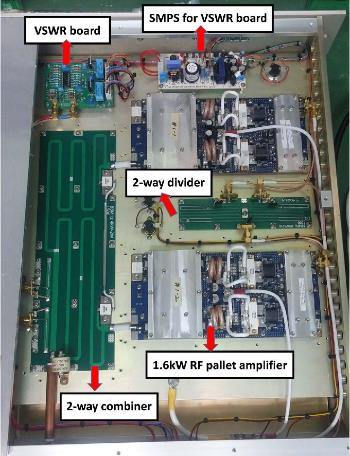 SMPS for VSWR board
VSWR board
2-way divider
1.6kW RF pallet amplifier
2-way combiner